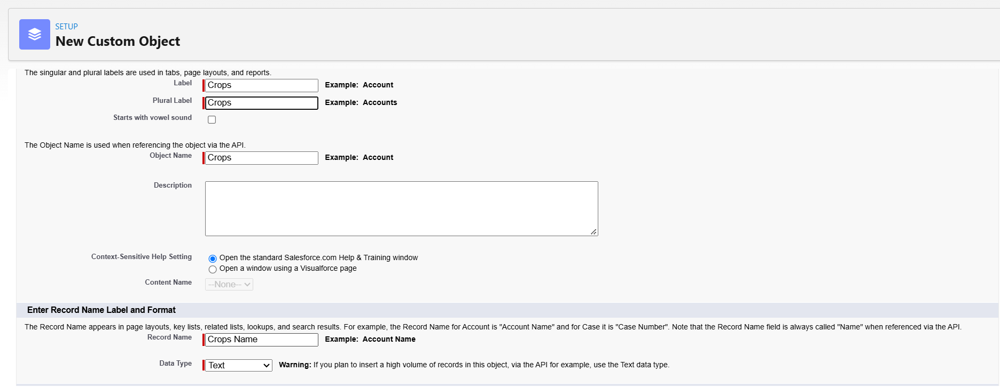 SETUP
New Custom Object
The singular and plural labels are used in tabs, page layouts, and reports.
Label Crops Example: Account
Plural Label Crops Example: Accounts
Starts with vowel sound
The Object Name is used when referencing the object via the API.
Object Name Crops Example: Account
Description
Context-Sensitive Help Setting Open the standard Salesforce.com Help & Training window
Open a window using a Visualforce page
Content Name --None--
Enter Record Name Label and Format
The Record Name appears in page layouts, key lists, related lists, lookups, and search results. For example, the Record Name for Account is "Account Name" and for Case it is "Case Number". Note that the Record Name field is always called "Name" when referenced via the API.
Record Name Crops Name Example: Account Name
Data Type Text Warning: If you plan to insert a high volume of records in this object, via the API for example, use the Text data type.